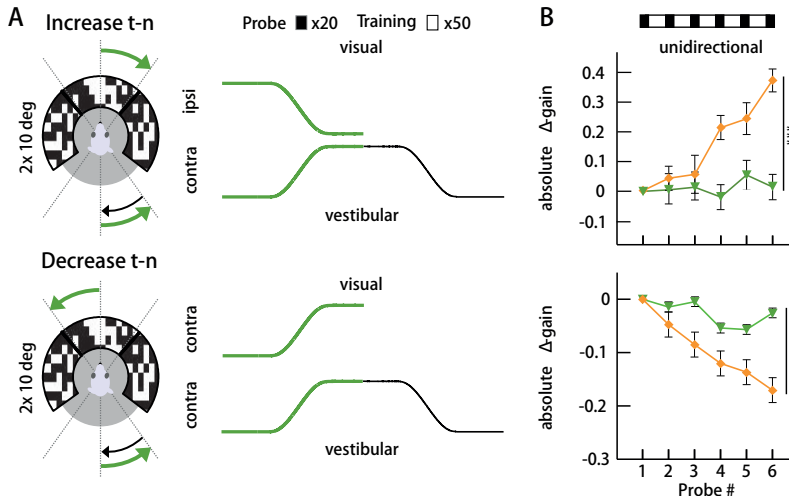 A
Increase t-n
Probe x20 Training x50
visual
2x 10 deg
ipsi
contra
vestibular
Decrease t-n
visual
2x 10 deg
contra
contra
vestibular
B
unidirectional
absolute Δ-gain
0.4
0.3
0.2
0.1
0
-0.1
***
absolute Δ-gain
0
-0.1
-0.2
-0.3
1 2 3 4 5 6
Probe #